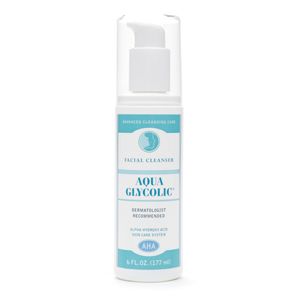 ADVANCED CLEANSING CARE
FACIAL CLEANSER
AQUA
GLYCOLIC®
DERMATOLOGIST
RECOMMENDED
ALPHA HYDROXY ACID
SKIN CARE SYSTEM
AHA
6 FL. OZ. (177 ml)